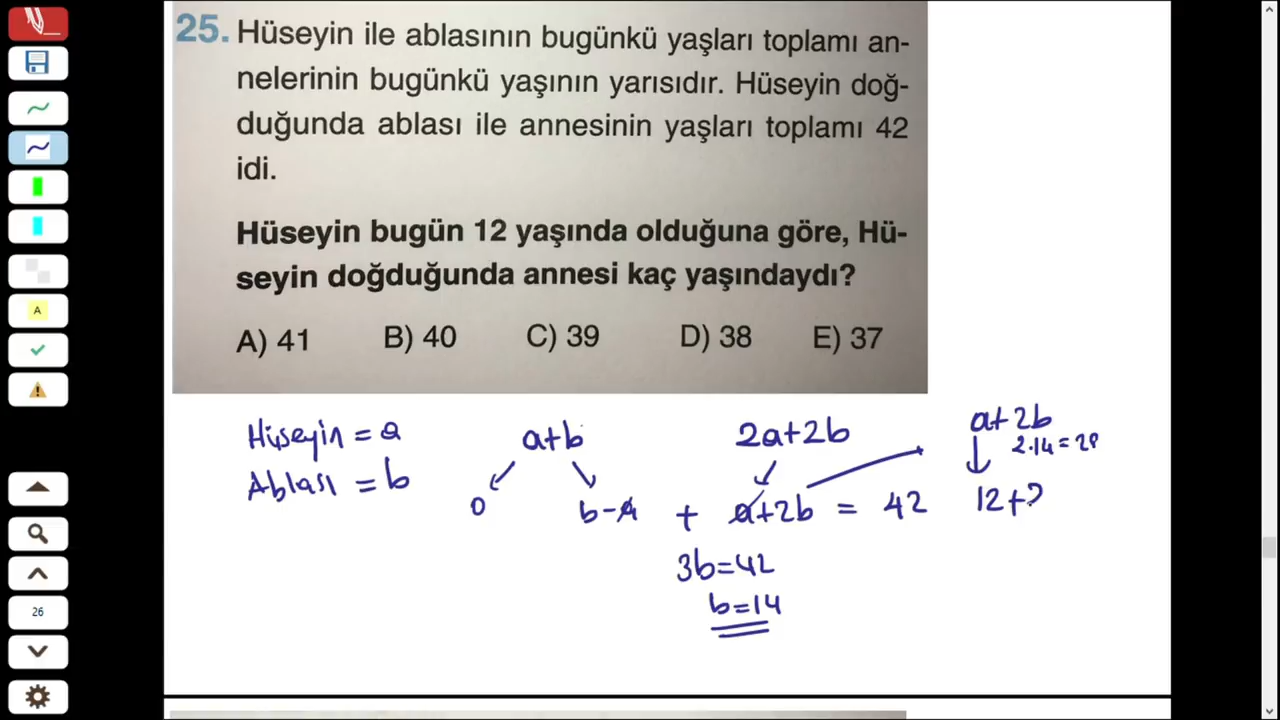 25. Hüseyin ile ablasının bugünkü yaşları toplamı an-
nelerinin bugünkü yaşının yarısıdır. Hüseyin doğ-
duğunda ablası ile annesinin yaşları toplamı 42
idi.
Hüseyin bugün 12 yaşında olduğuna göre, Hü-
seyin doğduğunda annesi kaç yaşındaydı?
A) 41 B) 40 C) 39 D) 38 E) 37
Hüseyin = a a+b 2a+2b a+2b
Ablası = b 2.14=28
0 b-a + a+2b = 42 12+2
3b=42
b=14
A
26